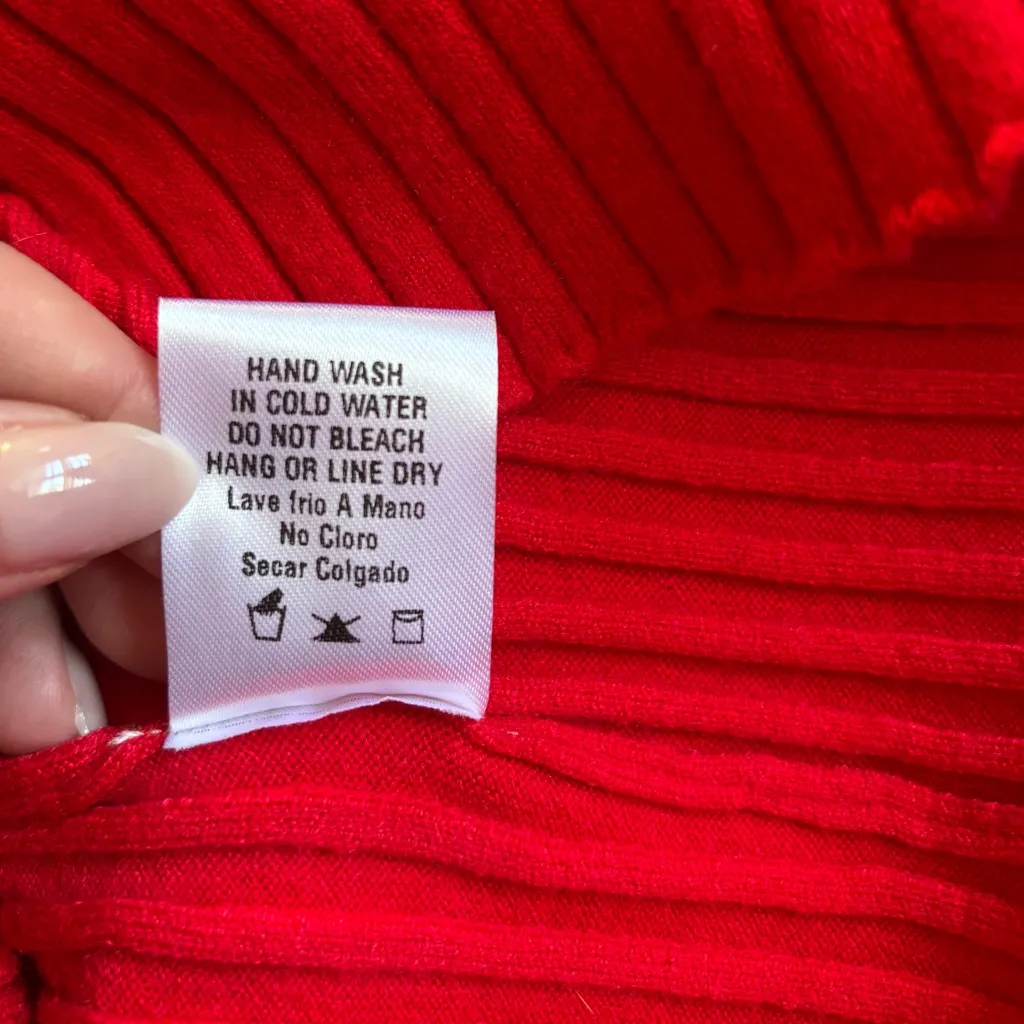 HAND WASH
IN COLD WATER
DO NOT BLEACH
HANG OR LINE DRY
Lave frio A Mano
No Cloro
Secar Colgado